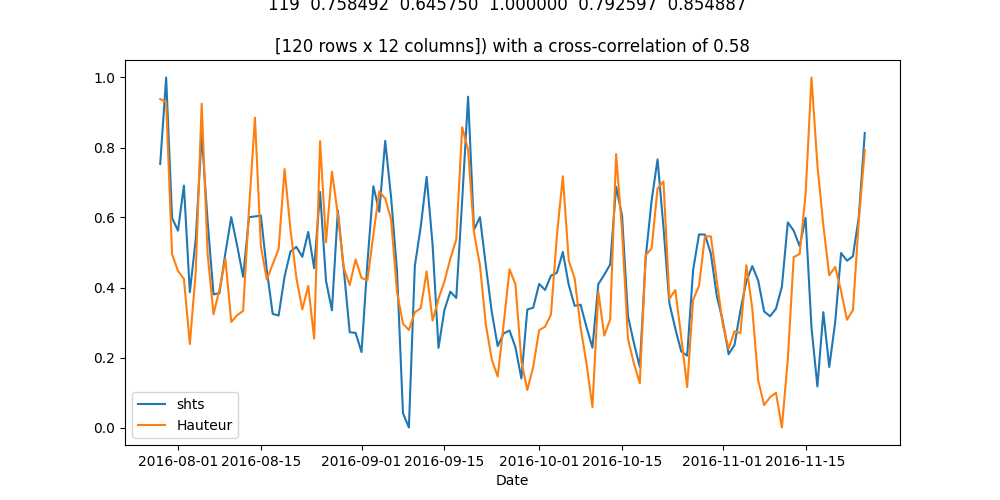 119 0.758492 0.645750 1.000000 0.792597 0.854887
[120 rows x 12 columns]) with a cross-correlation of 0.58
1.0
0.8
0.6
0.4
0.2
0.0
shts
Hauteur
2016-08-01 2016-08-15 2016-09-01 2016-09-15 2016-10-01 2016-10-15 2016-11-01 2016-11-15
Date